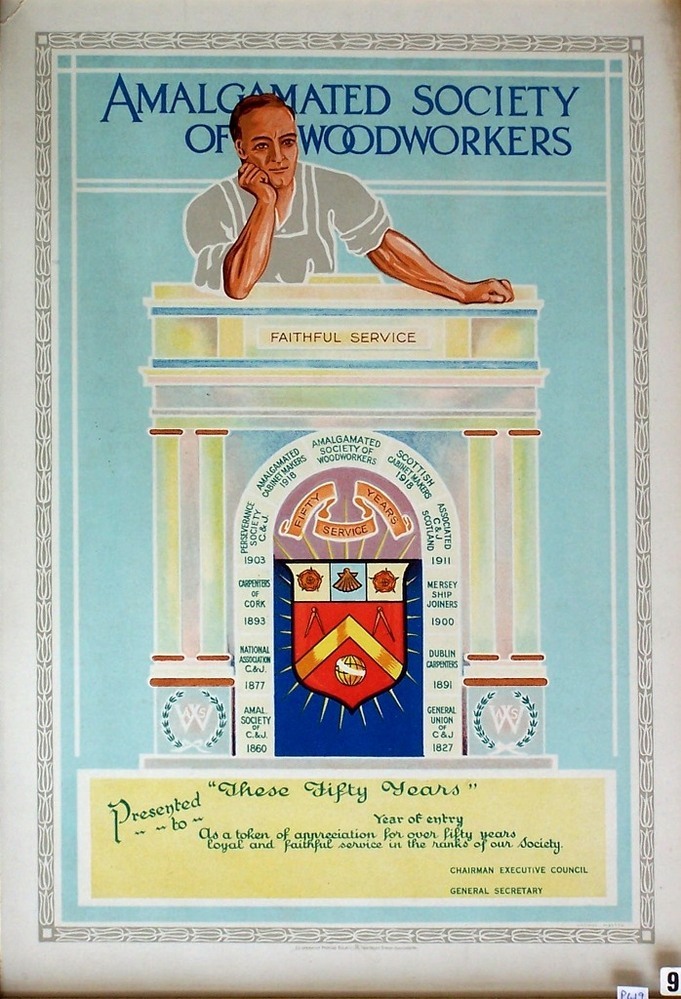 AMALGAMATED SOCIETY
OF WOODWORKERS
FAITHFUL SERVICE
AMALGAMATED
SOCIETY OF
WOODWORKERS
AMALGAMATED
CABINET MAKERS
1918
SCOTTISH
CABINET MAKERS
1918
PERSEVERANCE
SOCIETY
C & J.
1903
ASSOCIATED
C & J
SCOTLAND
1911
FIFTY
YEARS
SERVICE
CARPENTERS
OF
CORK
1893
MERSEY
SHIP
JOINERS
1900
NATIONAL
ASSOCIATION
C & J.
1877
DUBLIN
CARPENTERS
1891
AMAL.
SOCIETY
OF
C. & J.
1860
GENERAL
UNION
OF
C & J
1827
"These Fifty Years"
Presented
" " to "
Year of entry
As a token of appreciation for over fifty years
loyal and faithful service in the ranks of our Society.
CHAIRMAN EXECUTIVE COUNCIL
GENERAL SECRETARY
9